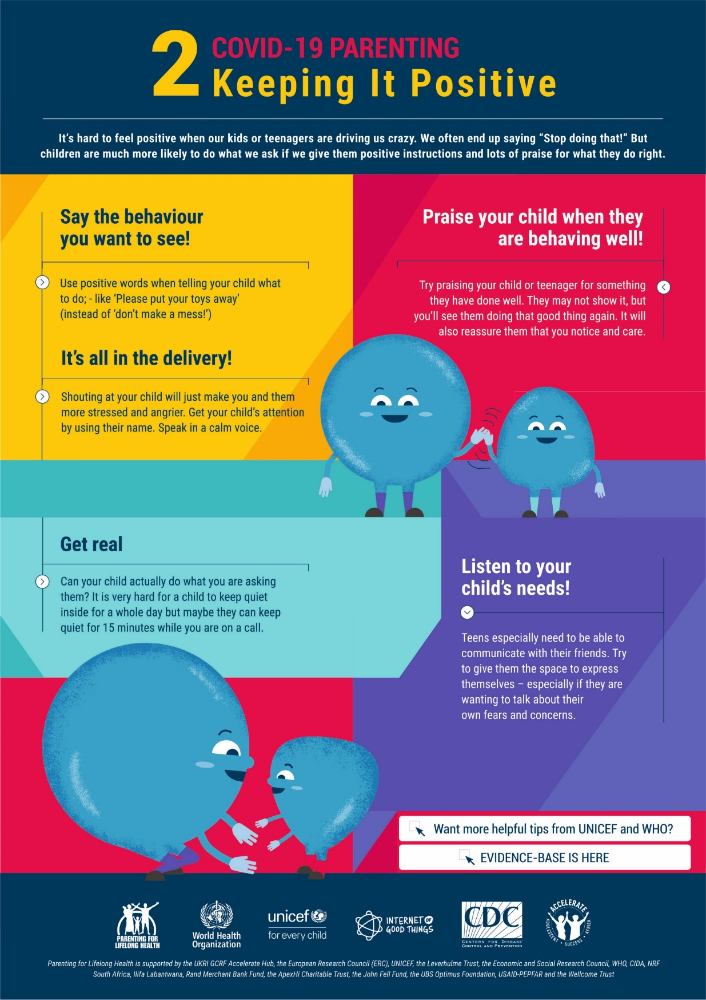 2
COVID-19 PARENTING
Keeping It Positive
It's hard to feel positive when our kids or teenagers are driving us crazy. We often end up saying “Stop doing that!” But
children are much more likely to do what we ask if we give them positive instructions and lots of praise for what they do right.
Say the behaviour
you want to see!
Use positive words when telling your child what
to do; - like ‘Please put your toys away’
(instead of ‘don’t make a mess!’)
It’s all in the delivery!
Shouting at your child will just make you and them
more stressed and angrier. Get your child’s attention
by using their name. Speak in a calm voice.
Praise your child when they
are behaving well!
Try praising your child or teenager for something
they have done well. They may not show it, but
you’ll see them doing that good thing again. It will
also reassure them that you notice and care.
Get real
Can your child actually do what you are asking
them? It is very hard for a child to keep quiet
inside for a whole day but maybe they can keep
quiet for 15 minutes while you are on a call.
Listen to your
child’s needs!
Teens especially need to be able to
communicate with their friends. Try
to give them the space to express
themselves – especially if they are
wanting to talk about their
own fears and concerns.
Want more helpful tips from UNICEF and WHO?
EVIDENCE-BASE IS HERE
PARENTING FOR
LIFELONG HEALTH
World Health
Organization
unicef
for every child
INTERNET OF
GOOD THINGS
CDC
CENTERS FOR DISEASE
CONTROL AND PREVENTION
ACCELERATE
ADOLESCENT • SUCCESS • AFRICA
Parenting for Lifelong Health is supported by the UKRI GCRF Accelerate Hub, the European Research Council (ERC), UNICEF, the Leverhulme Trust, the Economic and Social Research Council, WHO, CIDA, NRF
South Africa, Ilifa Labantwana, Rand Merchant Bank Fund, the ApexHi Charitable Trust, the John Fell Fund, the UBS Optimus Foundation, USAID-PEPFAR and the Wellcome Trust